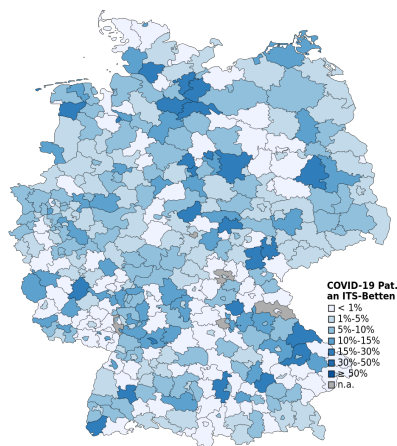 COVID-19 Pat.
an ITS-Betten
< 1%
1%-5%
5%-10%
10%-15%
15%-30%
30%-50%
≥ 50%
n.a.